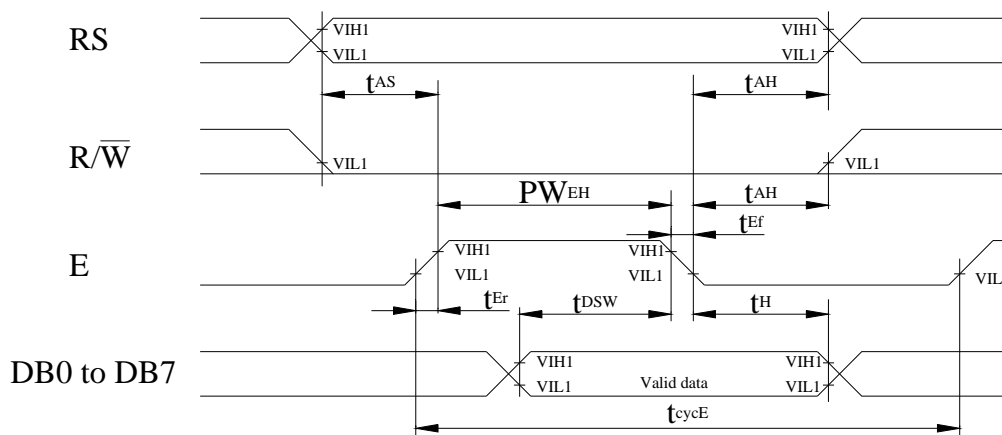 RS VIH1 VIH1
VIL1 VIL1
tAS tAH
R/W̅ VIL1 VIL1
PWEH tAH
tEf
E VIH1 VIH1
VIL1 VIL1 VIL
tEr tDSW tH
DB0 to DB7 VIH1 VIH1
VIL1 Valid data VIL1
tcycE